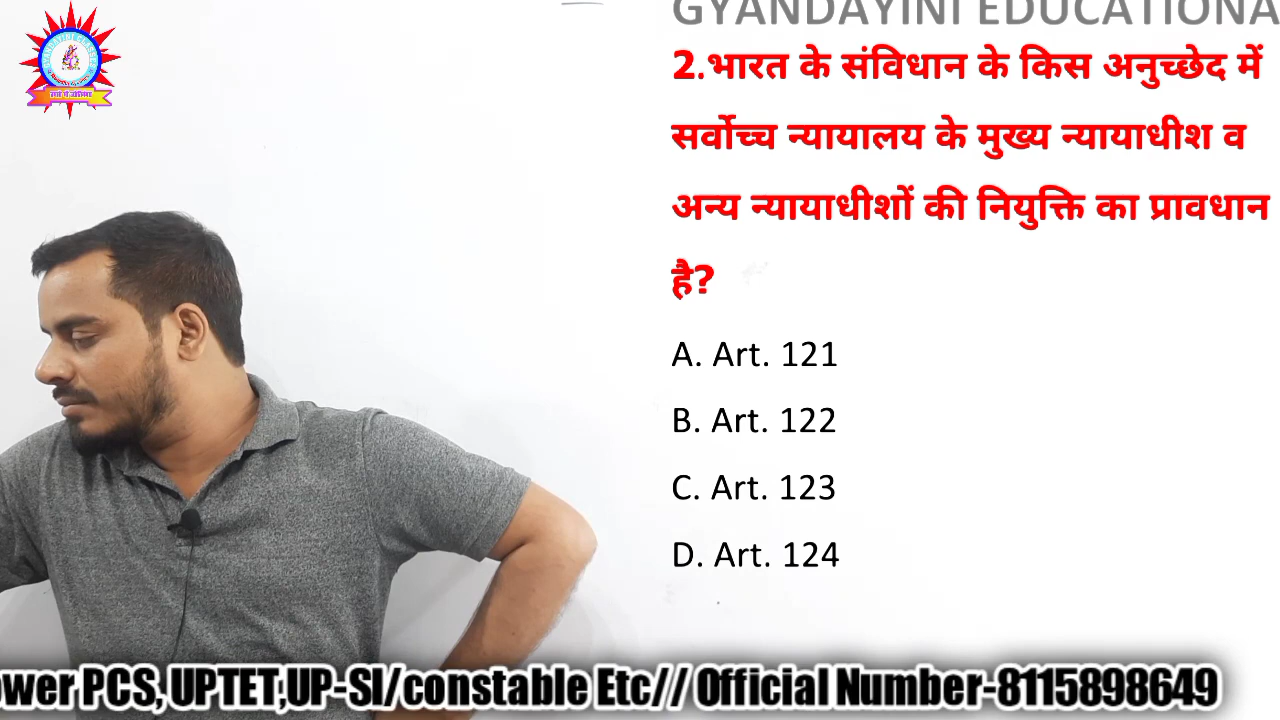 GYANDAYINI EDUCATIONA
2.भारत के संविधान के किस अनुच्छेद में
सर्वोच्च न्यायालय के मुख्य न्यायाधीश व
अन्य न्यायाधीशों की नियुक्ति का प्रावधान
है?
A. Art. 121
B. Art. 122
C. Art. 123
D. Art. 124
ower PCS, UPTET,UP-SI/constable Etc// Official Number-8115898649